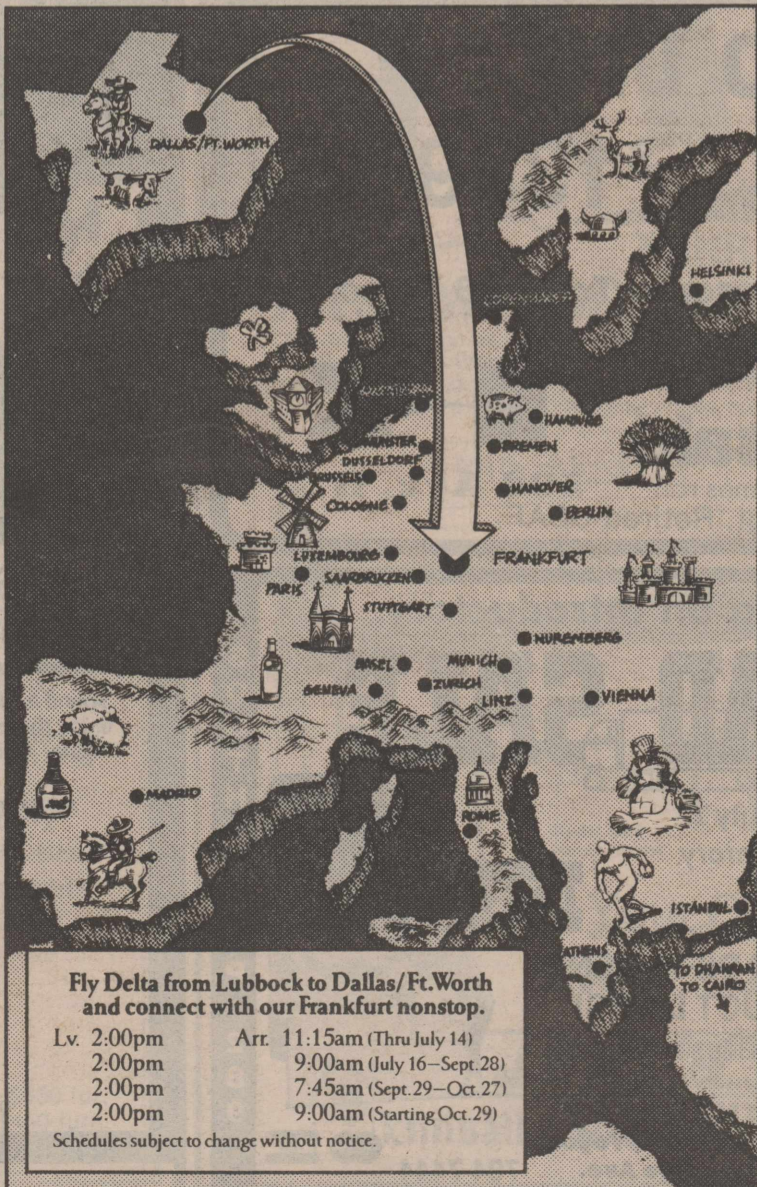 DALLAS/FT. WORTH
HELSINKI
COPENHAGEN
HAMBURG
MUNSTER
BREMEN
DUSSELDORF
BRUSSELS
HANOVER
COLOGNE
BERLIN
LUXEMBOURG
FRANKFURT
PARIS
SAARBRUKKEN
STUTTGART
NUREMBERG
BASEL
MUNICH
GENEVA
ZURICH
LINZ
VIENNA
MADRID
ROME
ISTANBUL
ATHENS
TO DHAHRAN
TO CAIRO
Fly Delta from Lubbock to Dallas/Ft.Worth
and connect with our Frankfurt nonstop.
Lv. 2:00pm Arr. 11:15am (Thru July 14)
2:00pm 9:00am (July 16–Sept.28)
2:00pm 7:45am (Sept.29–Oct.27)
2:00pm 9:00am (Starting Oct.29)
Schedules subject to change without notice.